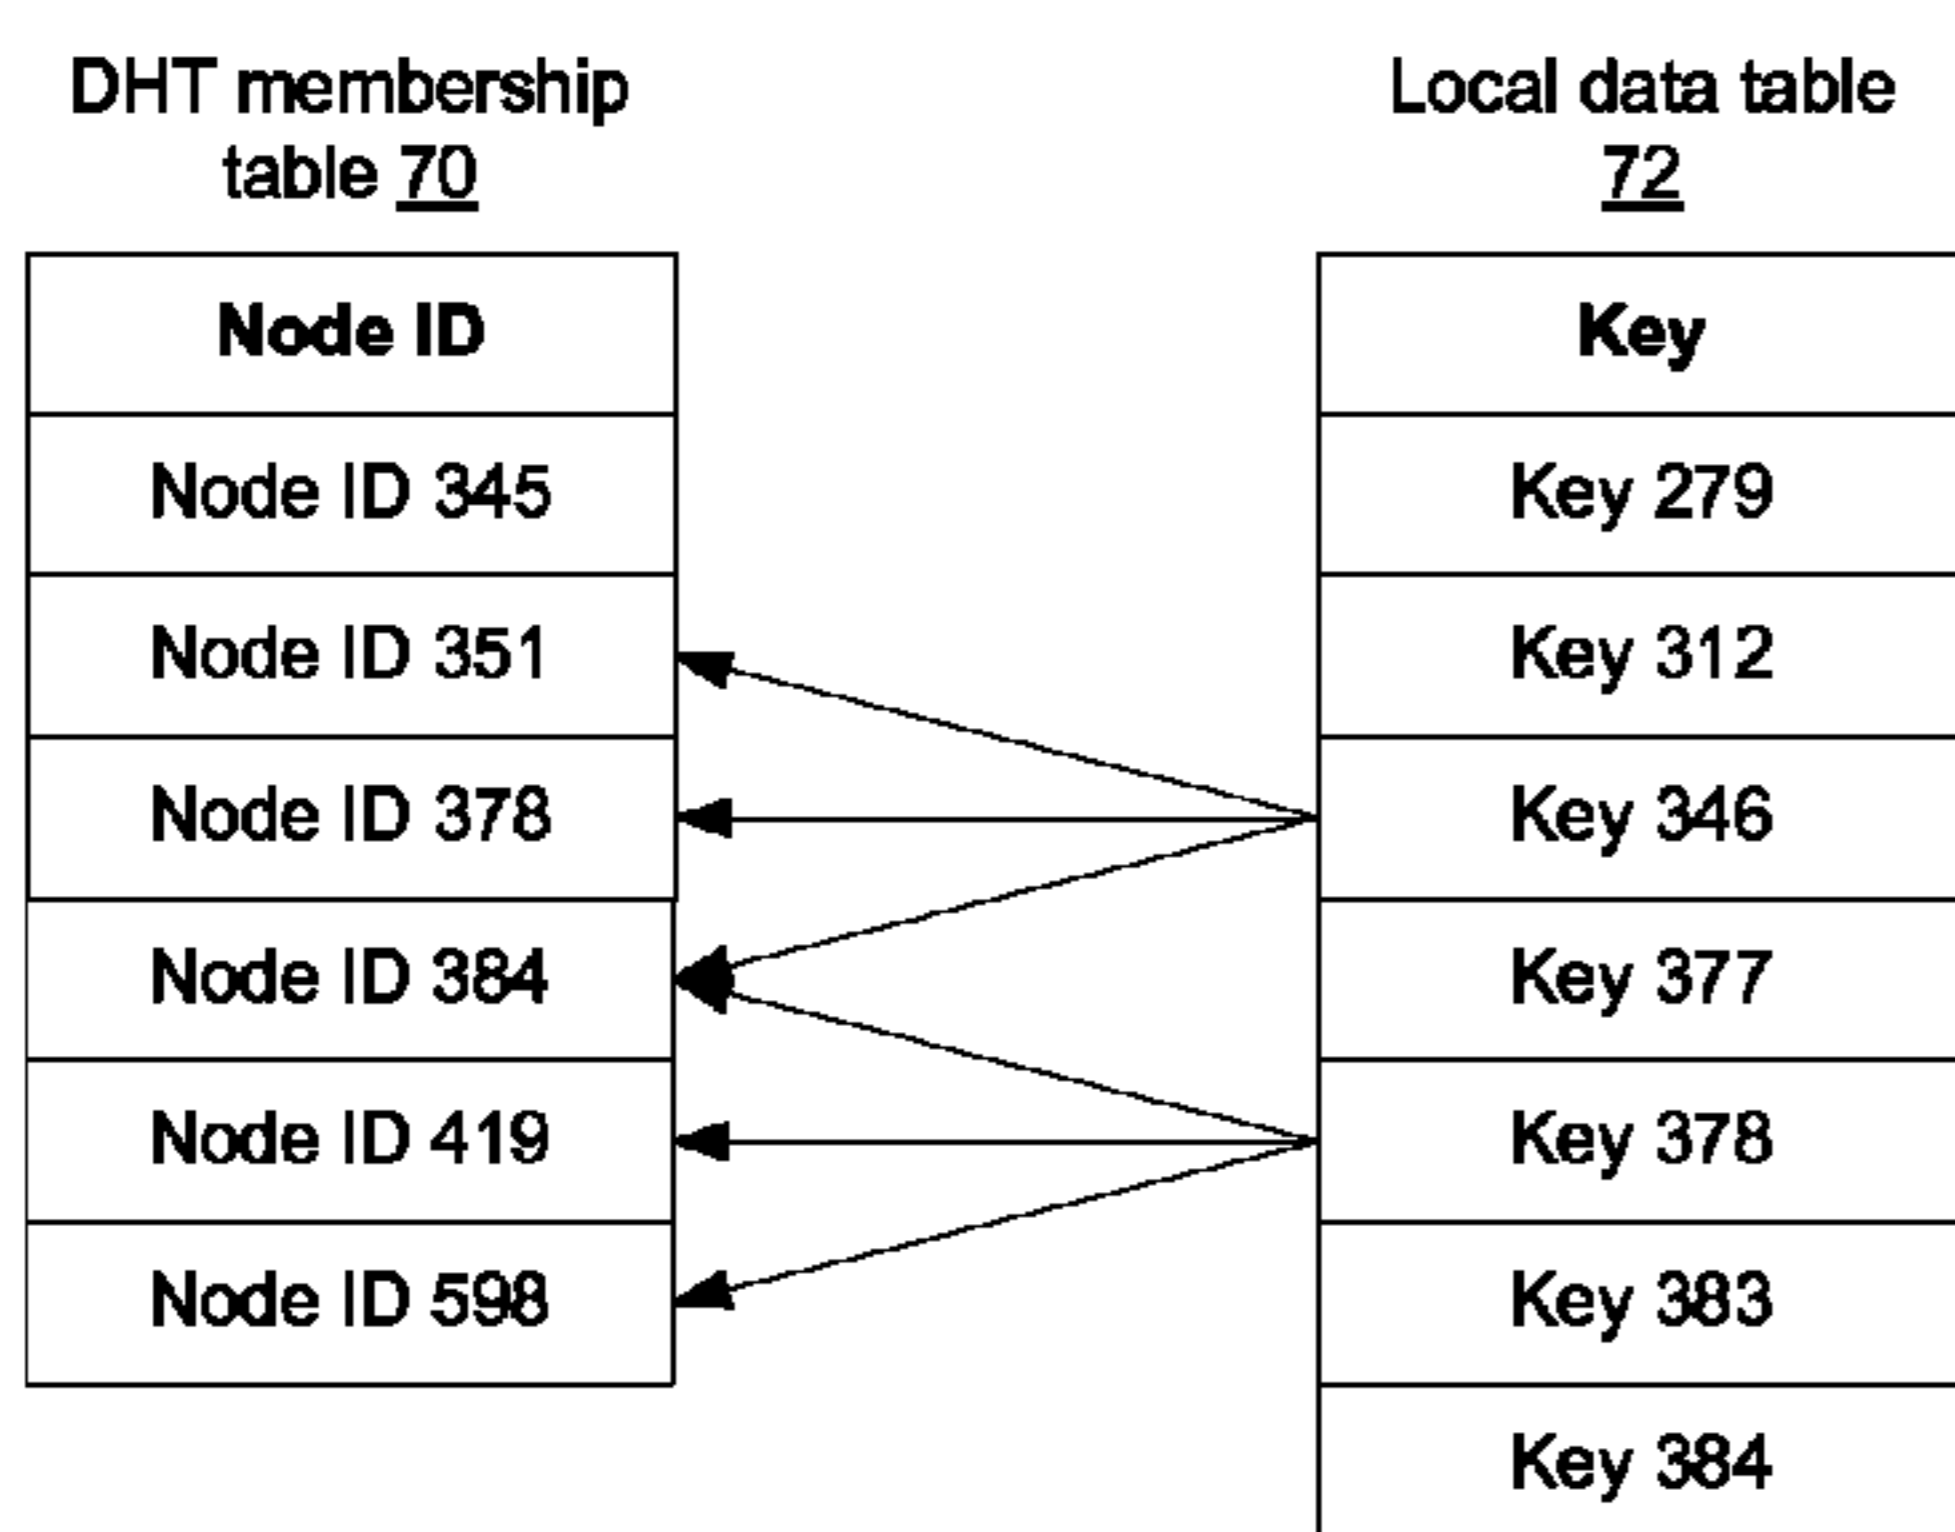 DHT membership
table 70
Node ID
Node ID 345
Node ID 351
Node ID 378
Node ID 384
Node ID 419
Node ID 598
Local data table
72
Key
Key 279
Key 312
Key 346
Key 377
Key 378
Key 383
Key 384